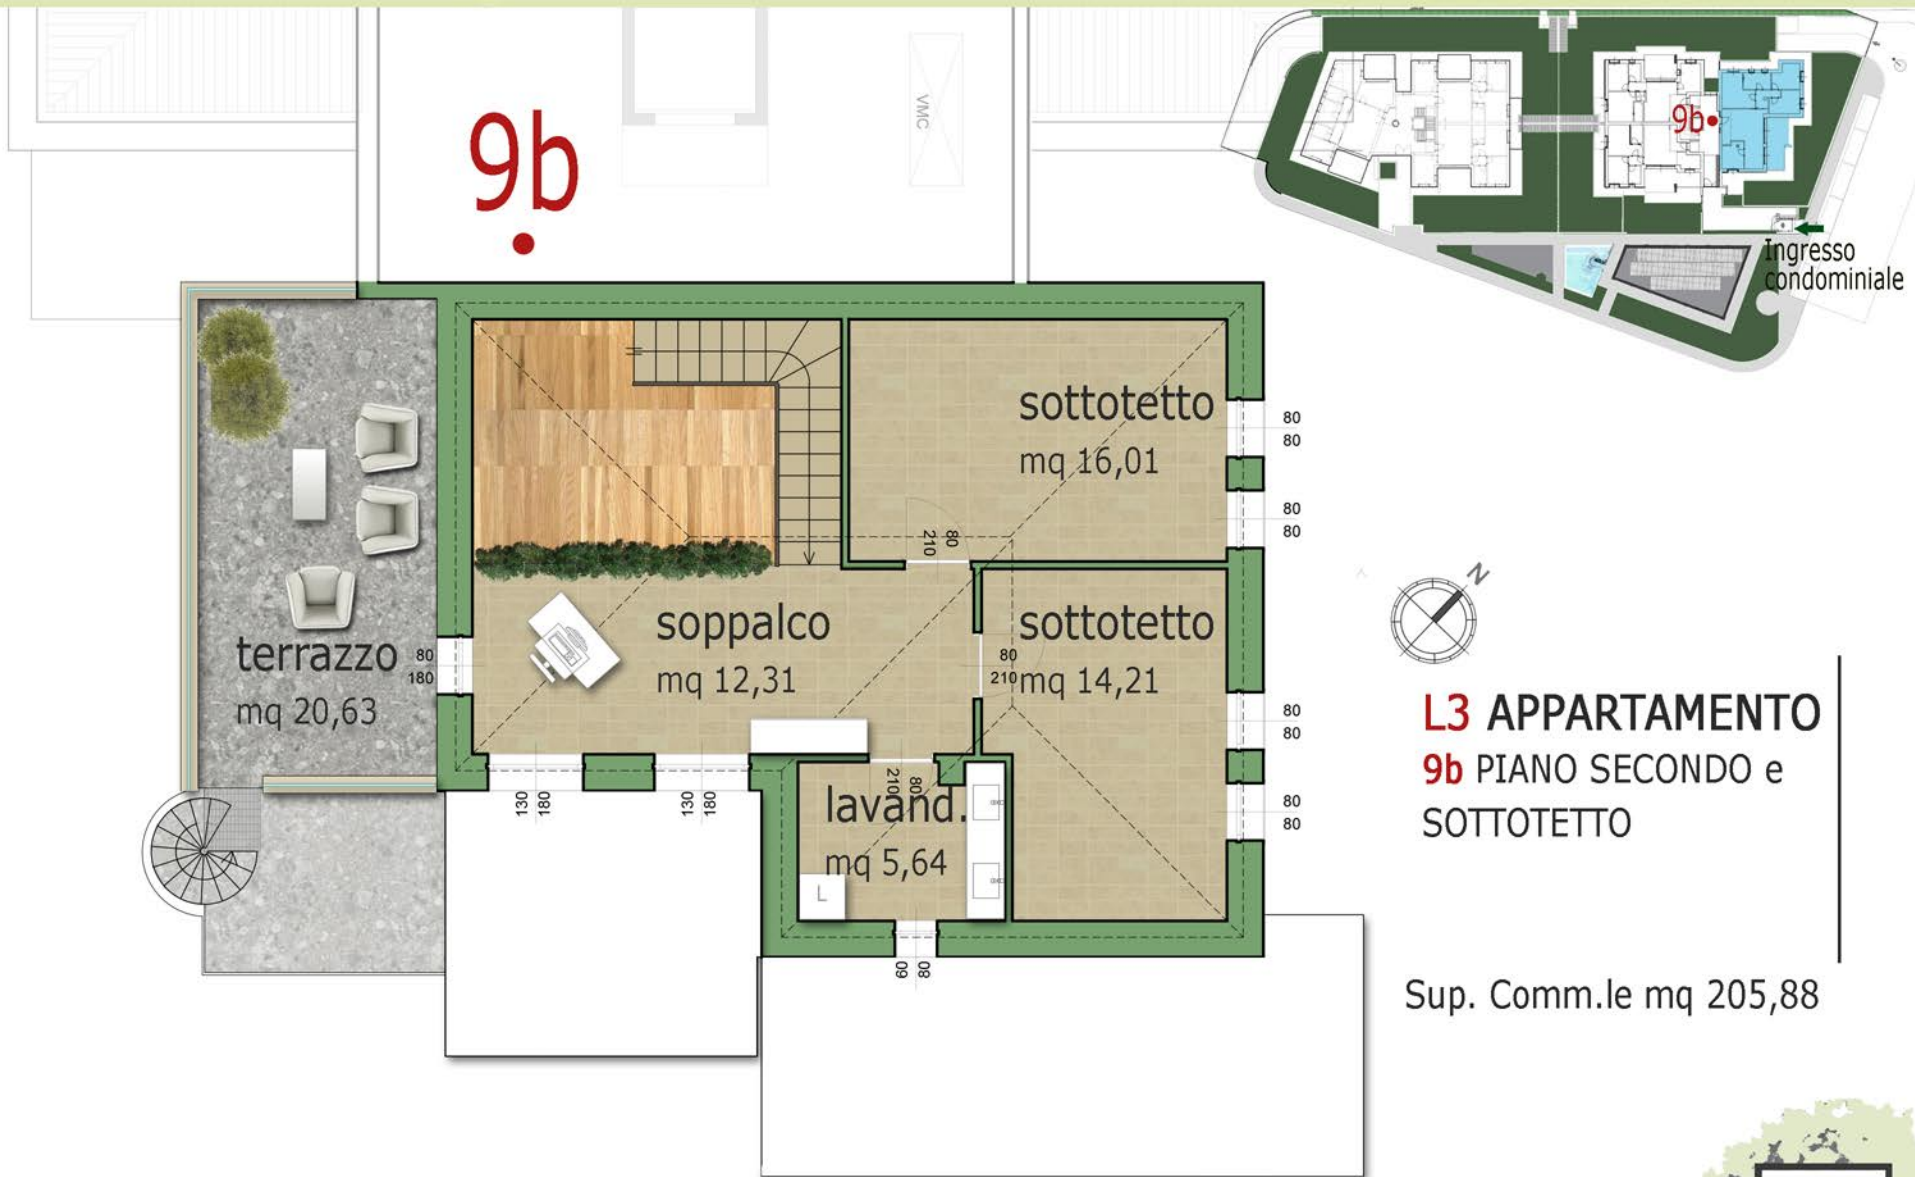 9b
VMC
9b
Ingresso
condominiale
sottotetto
mq 16,01
80
80
80
80
80
210
soppalco
mq 12,31
sottotetto
mq 14,21
80
210
terrazzo
mq 20,63
80
180
80
80
80
80
130
180
130
180
80
210
lavand.
mq 5,64
L
60
80
N
L3 APPARTAMENTO
9b PIANO SECONDO e
SOTTOTETTO
Sup. Comm.le mq 205,88